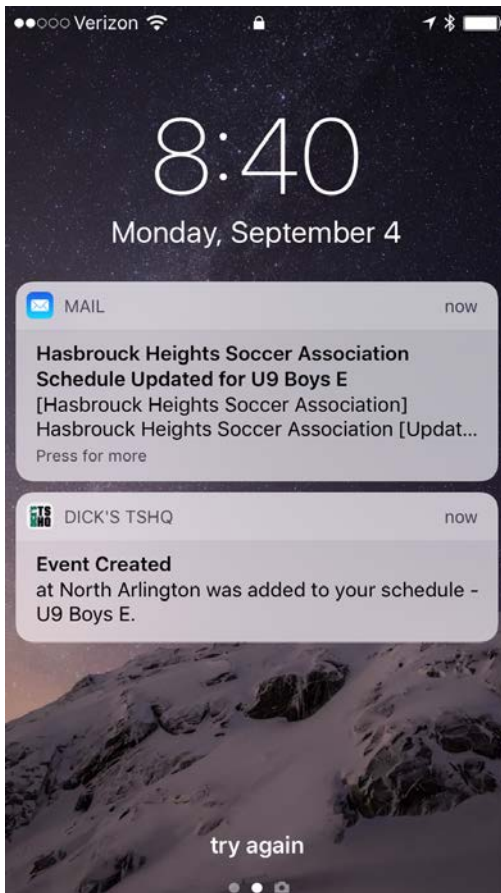 Verizon
8:40
Monday, September 4
MAIL now
Hasbrouck Heights Soccer Association
Schedule Updated for U9 Boys E
[Hasbrouck Heights Soccer Association]
Hasbrouck Heights Soccer Association [Updat...
Press for more
TS
HQ
DICK'S TSHQ now
Event Created
at North Arlington was added to your schedule -
U9 Boys E.
try again